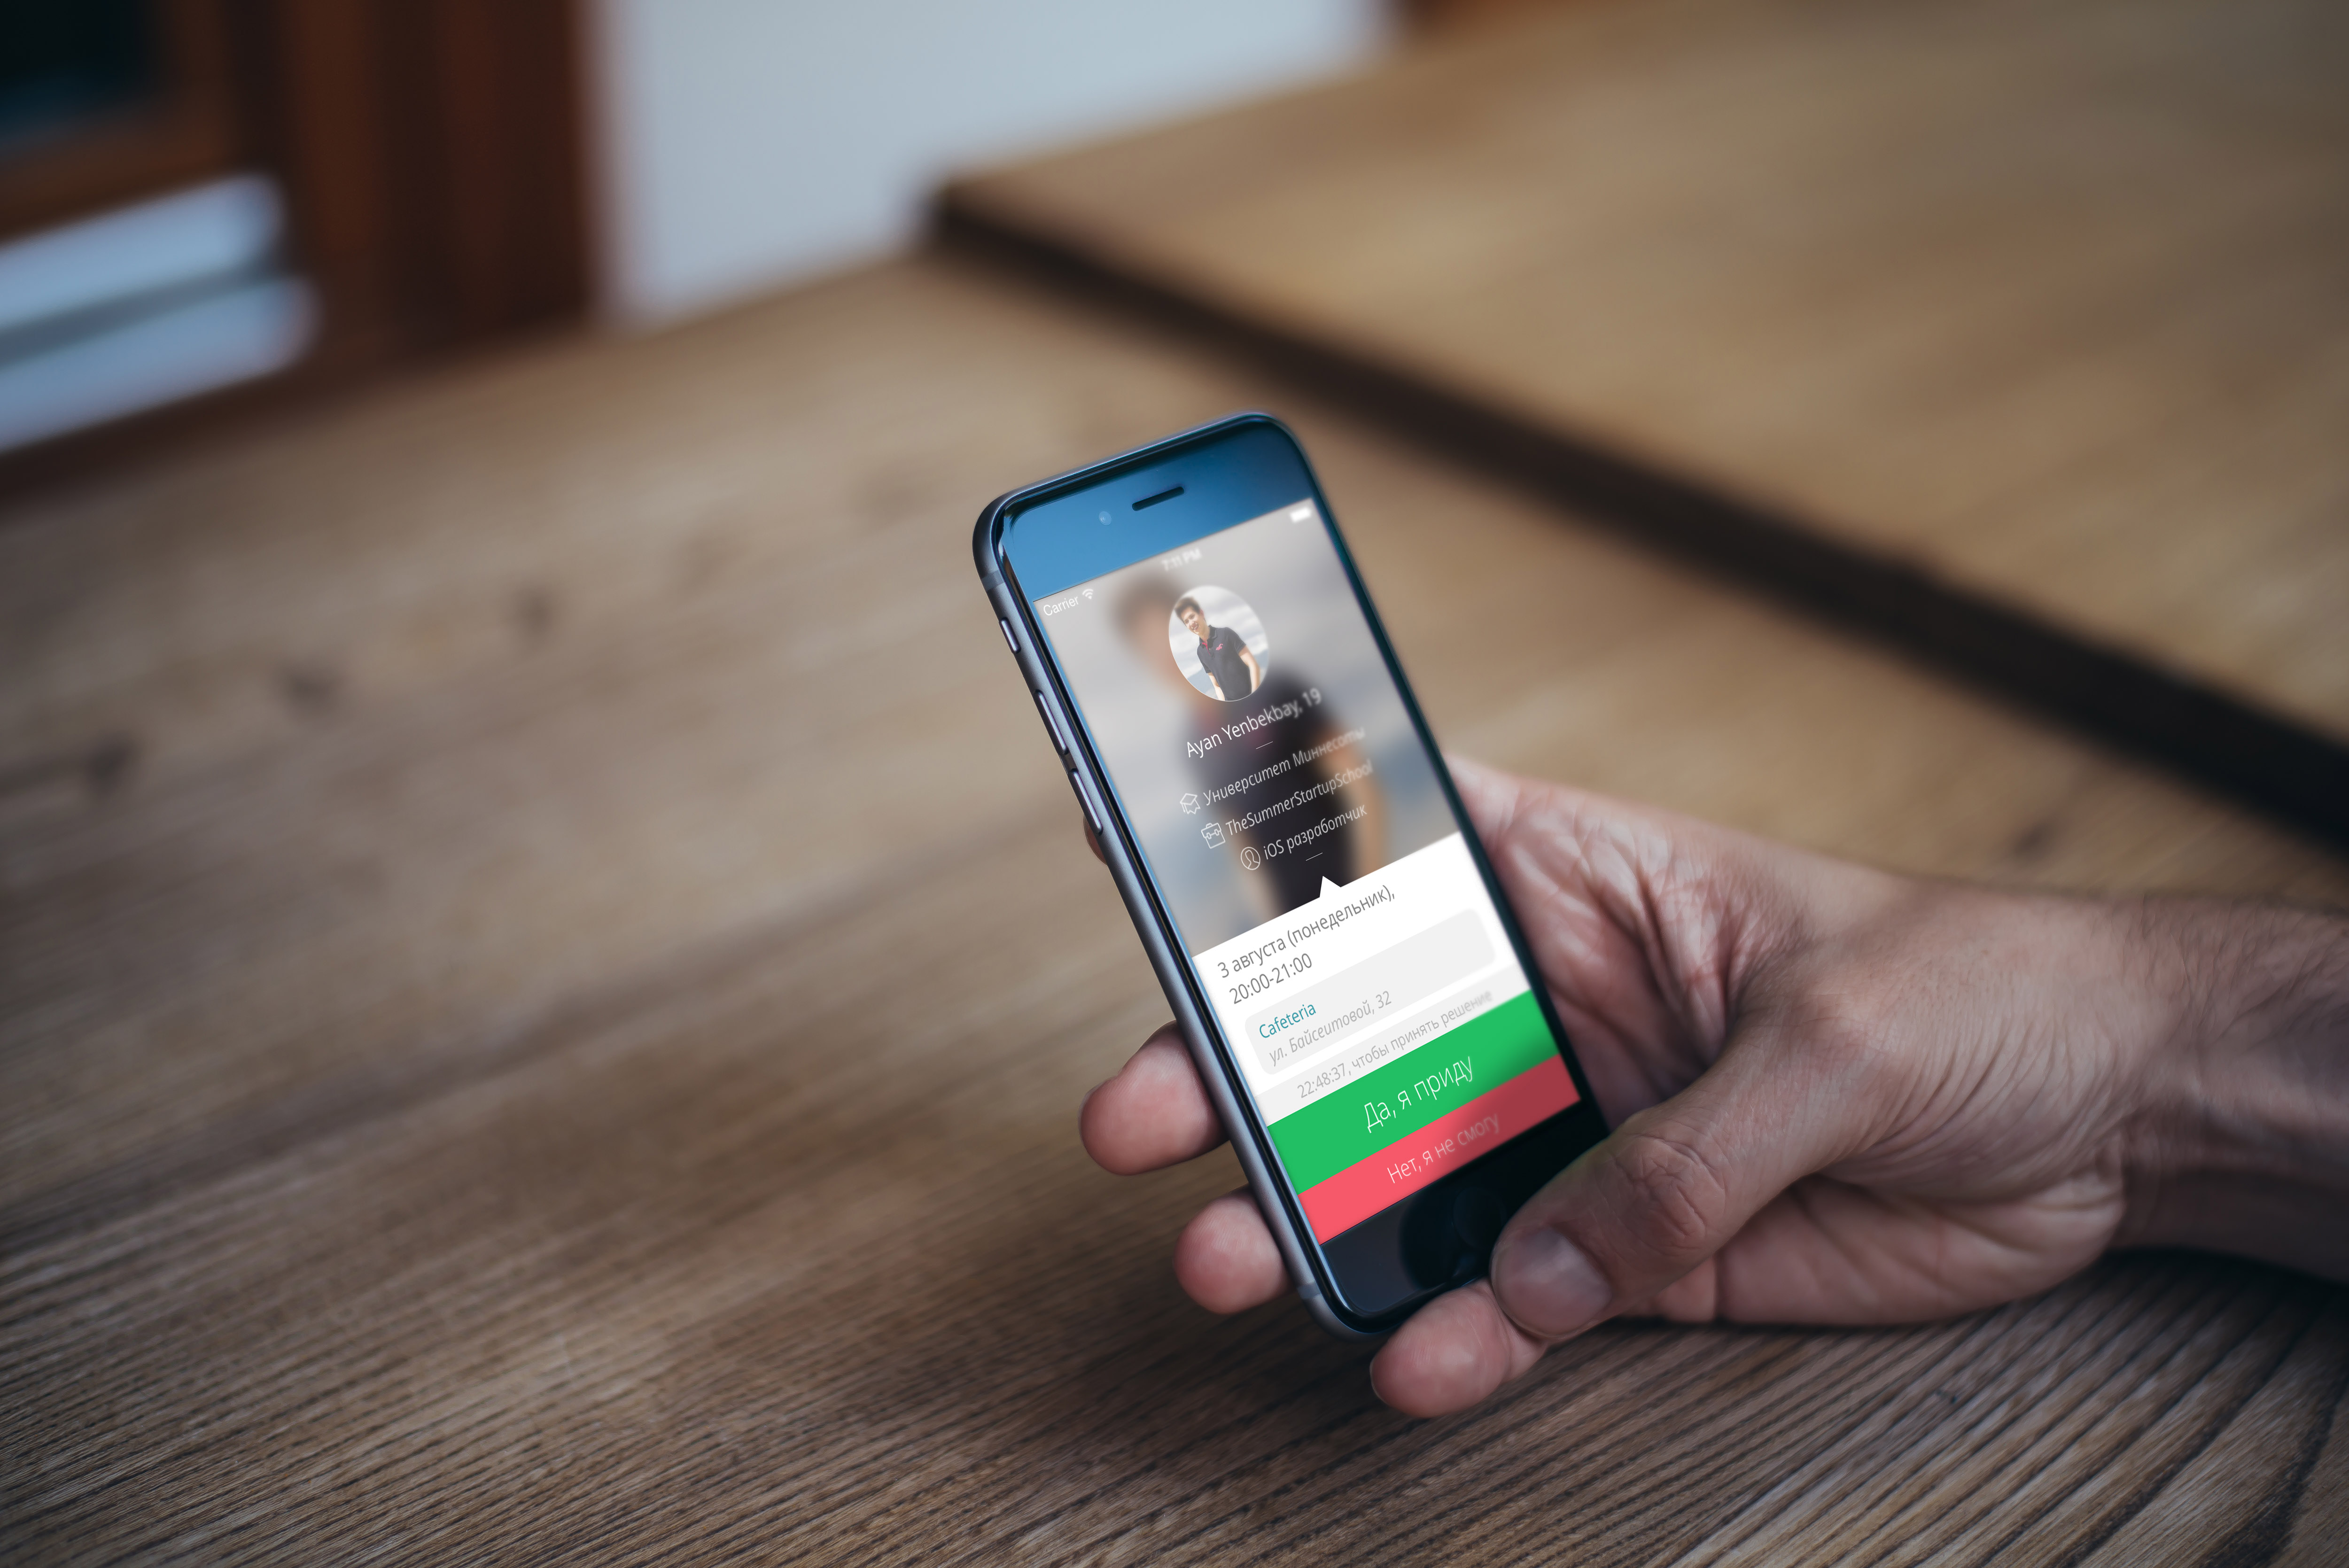 Carrier
7:11 PM
Ayan Yenbekbay, 19
Университет Миннесоты
TheSummerStartupSchool
iOS разработчик
3 августа (понедельник),
20:00-21:00
Cafeteria
ул. Байсеитовой, 32
22:48:37, чтобы принять решение
Да, я приду
Нет, я не смогу